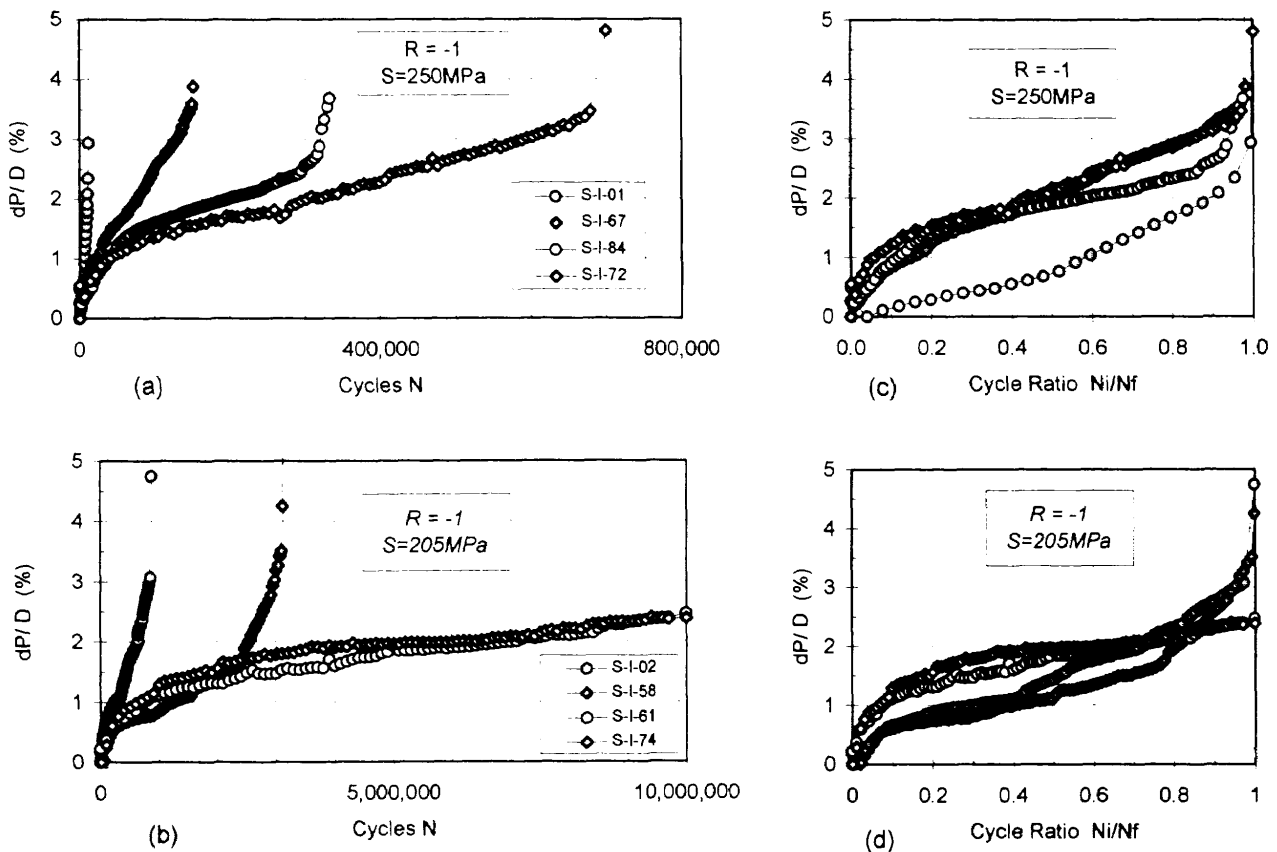 5
4
3
2
1
0
dP/ D (%)
R = -1
S=250MPa
S-I-01
S-I-67
S-I-84
S-I-72
0
400,000
800,000
(a)
Cycles N
5
4
3
2
1
0
dP/ D (%)
R = -1
S=250MPa
0.0
0.2
0.4
0.6
0.8
1.0
(c)
Cycle Ratio Ni/Nf
5
4
3
2
1
0
dP/ D (%)
R = -1
S=205MPa
S-I-02
S-I-58
S-I-61
S-I-74
0
5,000,000
10,000,000
(b)
Cycles N
5
4
3
2
1
0
dP/ D (%)
R = -1
S=205MPa
0
0.2
0.4
0.6
0.8
1
(d)
Cycle Ratio Ni/Nf